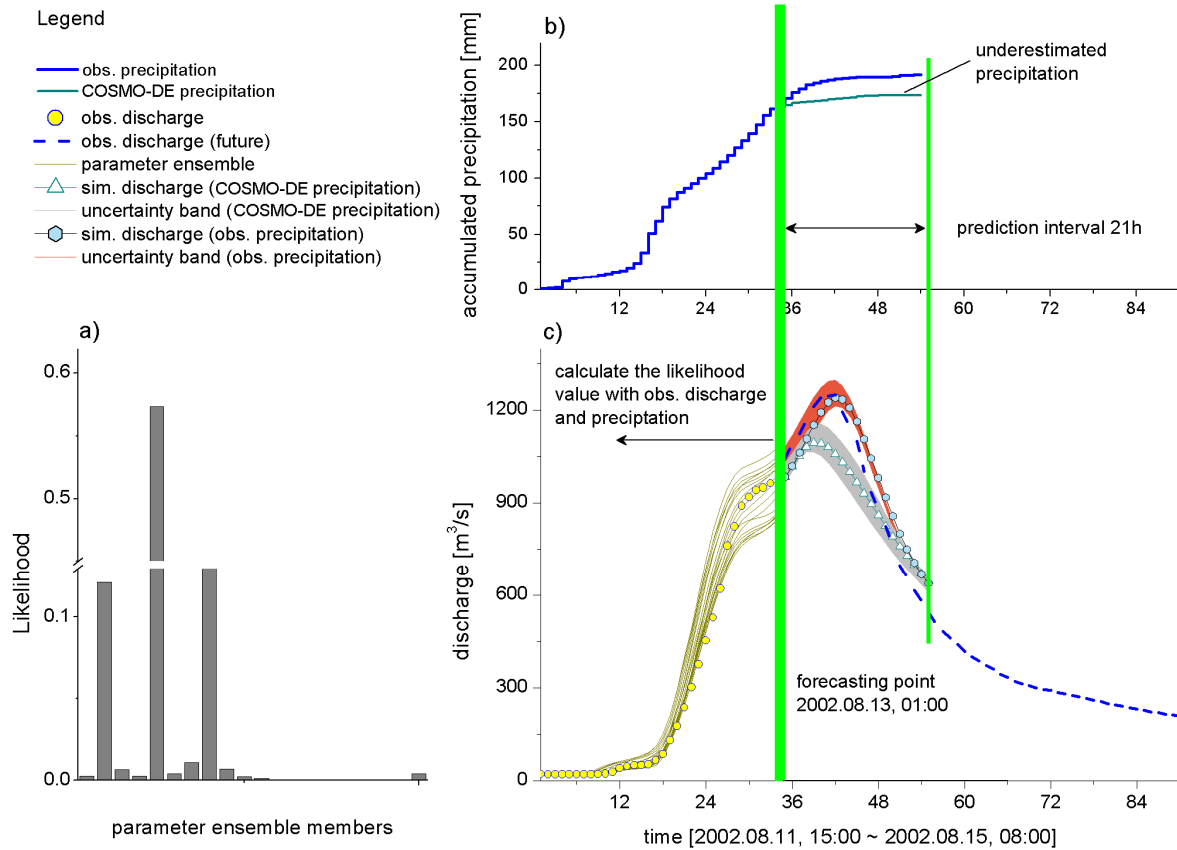 Legend
obs. precipitation
COSMO-DE precipitation
obs. discharge
obs. discharge (future)
parameter ensemble
sim. discharge (COSMO-DE precipitation)
uncertainty band (COSMO-DE precipitation)
sim. discharge (obs. precipitation)
uncertainty band (obs. precipitation)
a)
0.6
0.5
0.1
0.0
Likelihood
parameter ensemble members
b)
accumulated precipitation [mm]
200
150
100
50
0
underestimated
precipitation
prediction interval 21h
12 24 36 48 60 72 84
c)
discharge [m³/s]
1200
900
600
300
0
calculate the likelihood
value with obs. discharge
and preciptation
forecasting point
2002.08.13, 01:00
12 24 36 48 60 72 84
time [2002.08.11, 15:00 ~ 2002.08.15, 08:00]